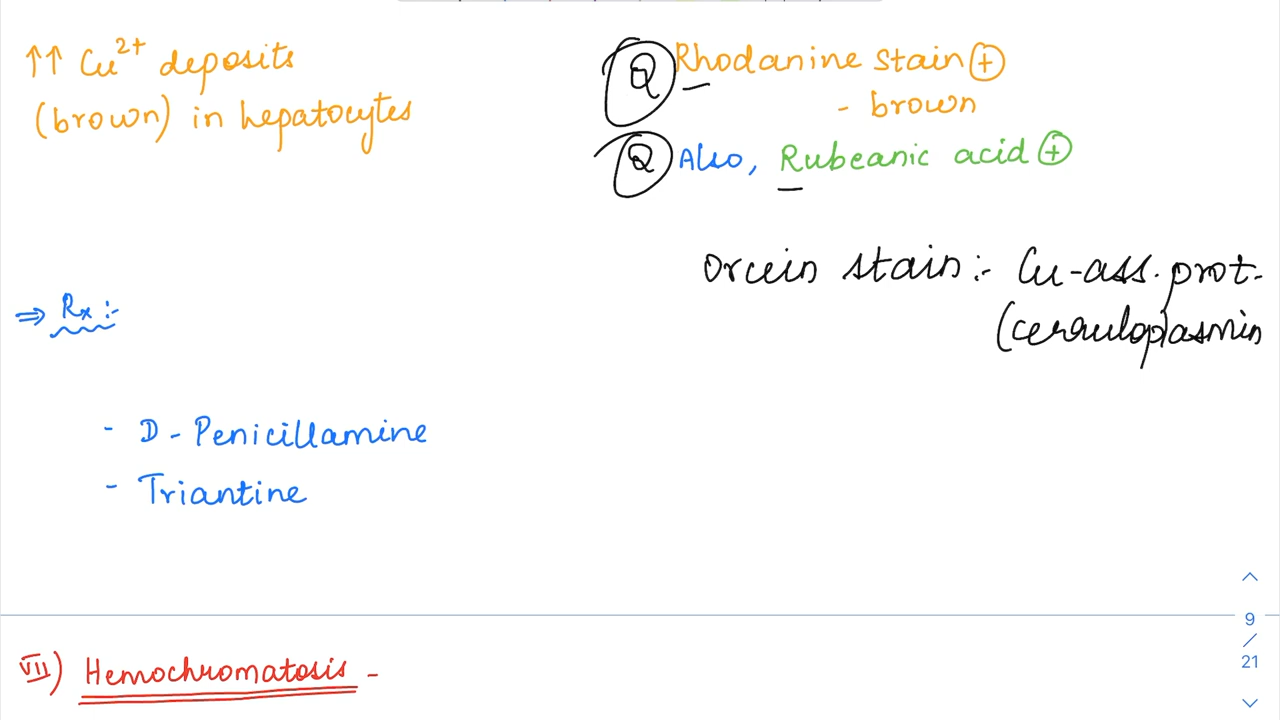 ↑↑ Cu²⁺ deposits
(brown) in hepatocytes
Q Rhodanine stain ⊕
- brown
Q Also, Rubeanic acid ⊕
Orcein stain :- Cu-ass. prot.
(ceruloplasmin
⇒ Rx :-
- D - Penicillamine
- Triantine
9
/
21
VII) Hemochromatosis -